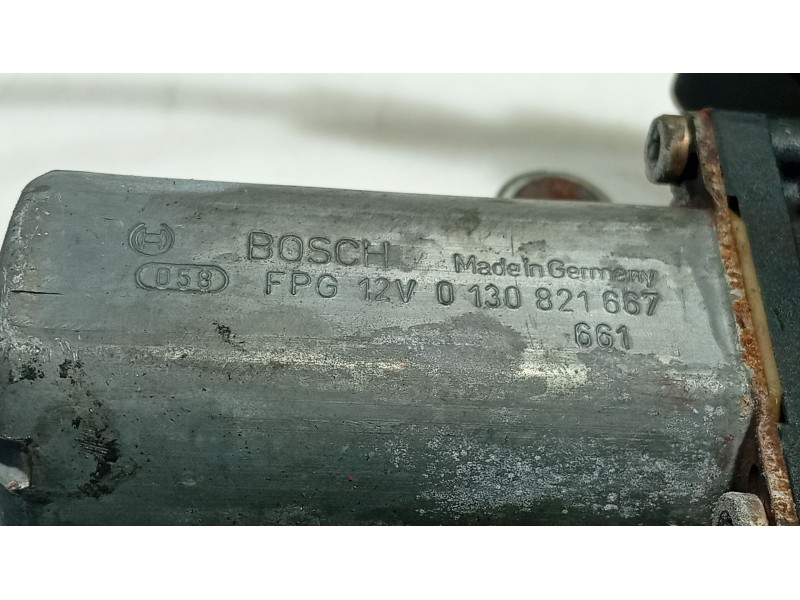 BOSCH Made in Germany
058 FPG 12V 0 130 821 667
661